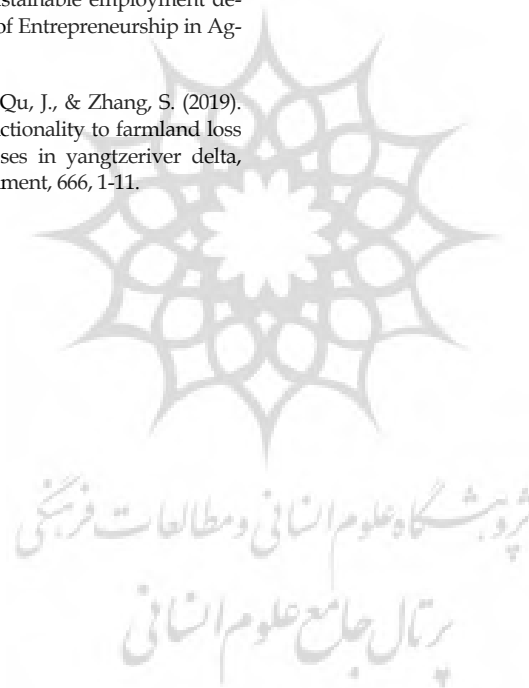 stainable employment de-
of Entrepreneurship in Ag-
Qu, J., & Zhang, S. (2019).
ctionality to farmland loss
ses in yangtzeriver delta,
ment, 666, 1-11.
پژوهشگاه علوم انسانی و مطالعات فرهنگی
پرتال جامع علوم انسانی